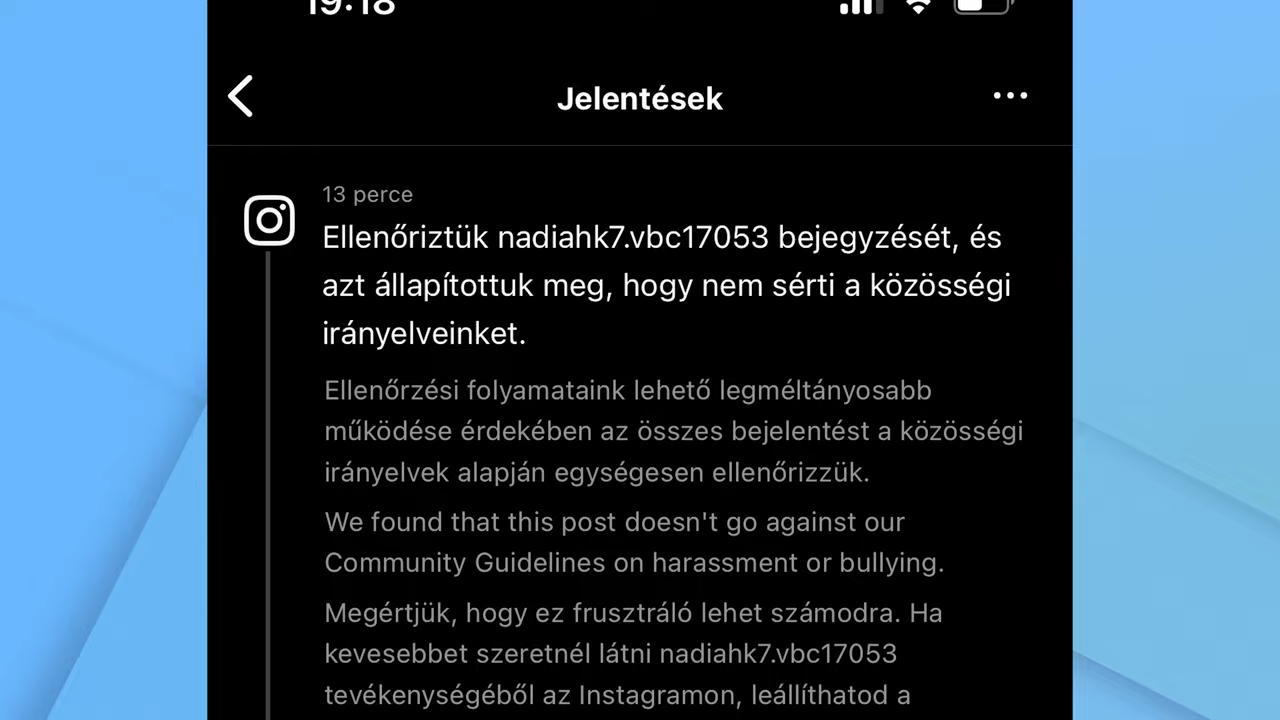 19:18
Jelentések
13 perce
Ellenőriztük nadiahk7.vbc17053 bejegyzését, és
azt állapítottuk meg, hogy nem sérti a közösségi
irányelveinket.
Ellenőrzési folyamataink lehető legméltányosabb
működése érdekében az összes bejelentést a közösségi
irányelvek alapján egységesen ellenőrizzük.
We found that this post doesn't go against our
Community Guidelines on harassment or bullying.
Megértjük, hogy ez frusztráló lehet számodra. Ha
kevesebbet szeretnél látni nadiahk7.vbc17053
tevékenységéből az Instagramon, leállíthatod a